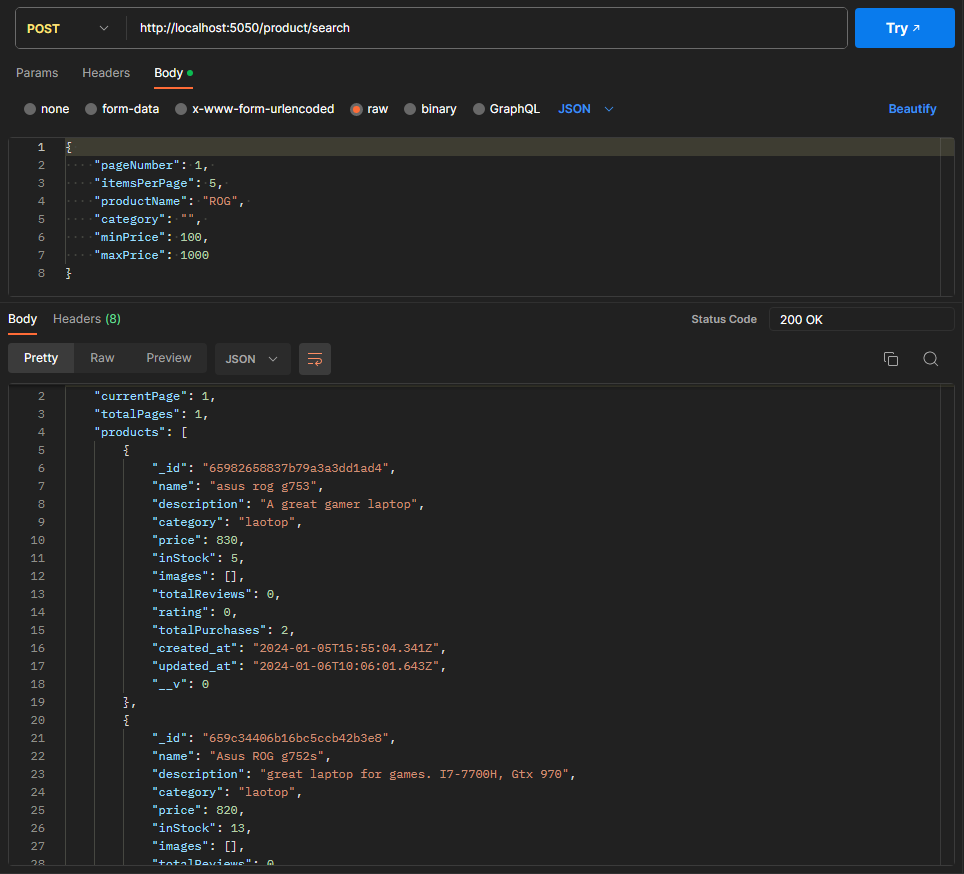 POST http://localhost:5050/product/search Try ↗
Params Headers Body
none form-data x-www-form-urlencoded raw binary GraphQL JSON Beautify
1 {
2 "pageNumber": 1,
3 "itemsPerPage": 5,
4 "productName": "ROG",
5 "category": "",
6 "minPrice": 100,
7 "maxPrice": 1000
8 }
Body Headers (8) Status Code 200 OK
Pretty Raw Preview JSON
2 "currentPage": 1,
3 "totalPages": 1,
4 "products": [
5 {
6 "_id": "65982658837b79a3a3dd1ad4",
7 "name": "asus rog g753",
8 "description": "A great gamer laptop",
9 "category": "laotop",
10 "price": 830,
11 "inStock": 5,
12 "images": [],
13 "totalReviews": 0,
14 "rating": 0,
15 "totalPurchases": 2,
16 "created_at": "2024-01-05T15:55:04.341Z",
17 "updated_at": "2024-01-06T10:06:01.643Z",
18 "__v": 0
19 },
20 {
21 "_id": "659c34406b16bc5ccb42b3e8",
22 "name": "Asus ROG g752s",
23 "description": "great laptop for games. I7-7700H, Gtx 970",
24 "category": "laotop",
25 "price": 820,
26 "inStock": 13,
27 "images": [],
28 "totalReviews": 0